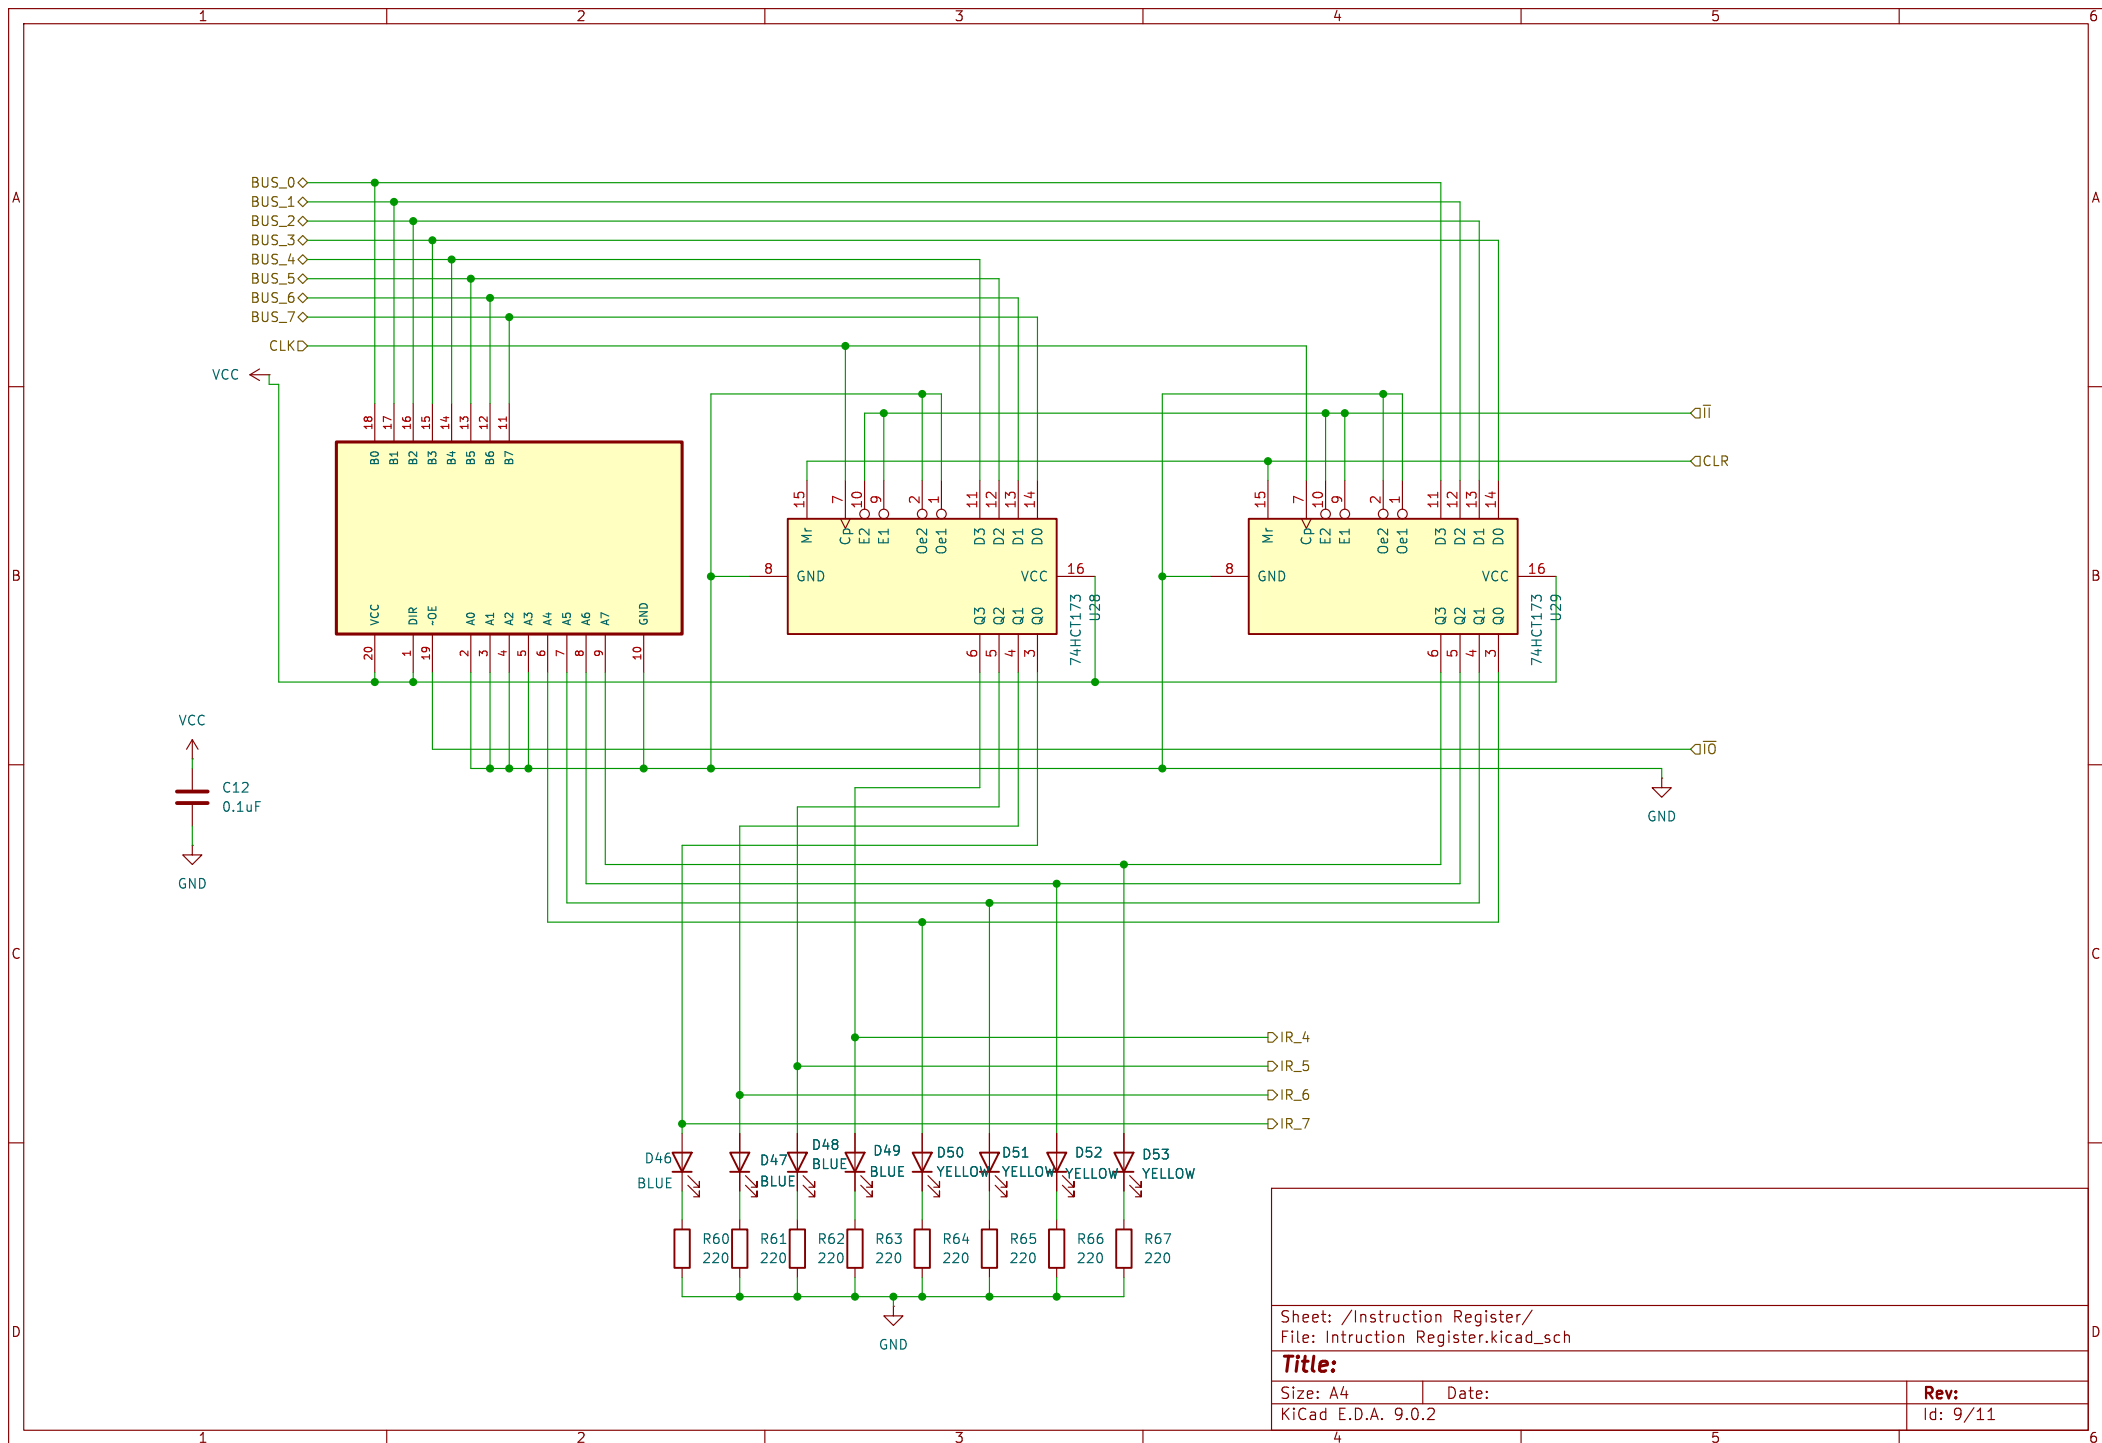 1 2 3 4 5 6
A A
B B
C C
D D
BUS_0
BUS_1
BUS_2
BUS_3
BUS_4
BUS_5
BUS_6
BUS_7
CLK
VCC
I̅I̅
CLR
18 17 16 15 14 13 12 11
B0 B1 B2 B3 B4 B5 B6 B7
VCC DIR ~OE A0 A1 A2 A3 A4 A5 A6 A7 GND
20 1 19 2 3 4 5 6 7 8 9 10
15 7 10 9 2 1 11 12 13 14
Mr Cp E2 E1 Oe2 Oe1 D3 D2 D1 D0
8 GND VCC 16
Q3 Q2 Q1 Q0
6 5 4 3
74HCT173
U28
15 7 10 9 2 1 11 12 13 14
Mr Cp E2 E1 Oe2 Oe1 D3 D2 D1 D0
8 GND VCC 16
Q3 Q2 Q1 Q0
6 5 4 3
74HCT173
U29
I̅O̅
GND
VCC
C12
0.1uF
GND
IR_4
IR_5
IR_6
IR_7
D46
BLUE
D47
BLUE
D48
BLUE
D49
BLUE
D50
YELLOW
D51
YELLOW
D52
YELLOW
D53
YELLOW
R60
220
R61
220
R62
220
R63
220
R64
220
R65
220
R66
220
R67
220
GND
Sheet: /Instruction Register/
File: Intruction Register.kicad_sch
Title:
Size: A4 Date: Rev:
KiCad E.D.A. 9.0.2 Id: 9/11
1 2 3 4 5 6